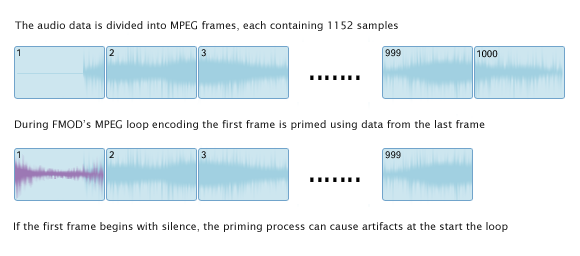 The audio data is divided into MPEG frames, each containing 1152 samples
1 2 3 ....... 999 1000
During FMOD's MPEG loop encoding the first frame is primed using data from the last frame
1 2 3 ....... 999
If the first frame begins with silence, the priming process can cause artifacts at the start the loop